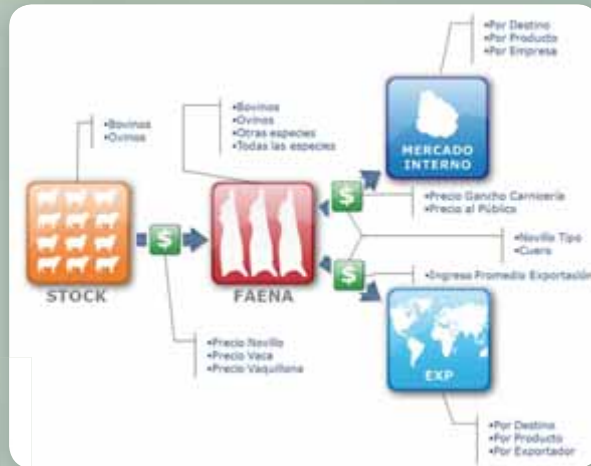 •Por Destino
•Por Producto
•Por Empresa
•Bovinos
•Ovinos
•Bovinos
•Ovinos
•Otras especies
•Todas las especies
MERCADO
INTERNO
$
•Precio Gancho Carnicería
•Precio al Público
$
•Novillo Tipo
•Cuero
$
•Ingreso Promedio Exportación
STOCK
FAENA
•Precio Novillo
•Precio Vaca
•Precio Vaquillona
EXP
•Por Destino
•Por Producto
•Por Exportador